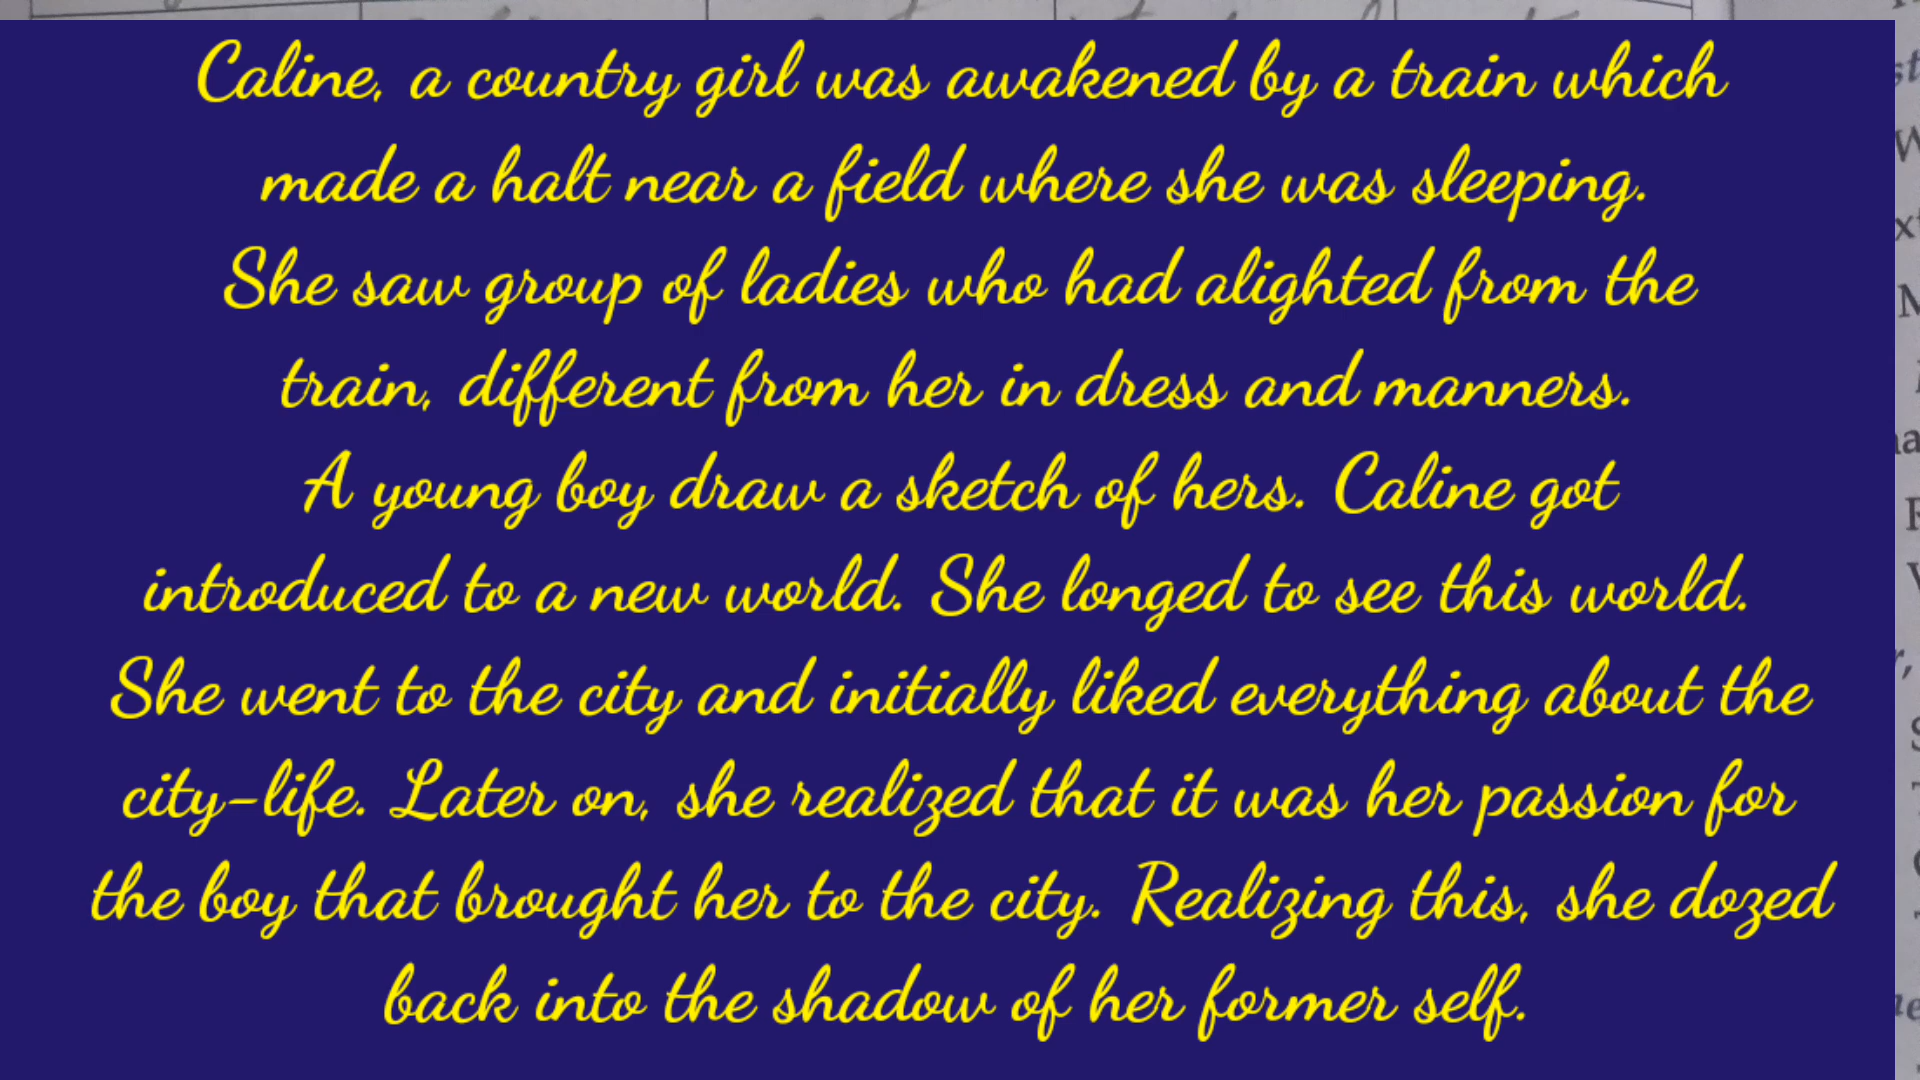 Caline, a country girl was awakened by a train which
made a halt near a field where she was sleeping.
She saw group of ladies who had alighted from the
train, different from her in dress and manners.
A young boy draw a sketch of hers. Caline got
introduced to a new world. She longed to see this world.
She went to the city and initially liked everything about the
city-life. Later on, she realized that it was her passion for
the boy that brought her to the city. Realizing this, she dozed
back into the shadow of her former self.